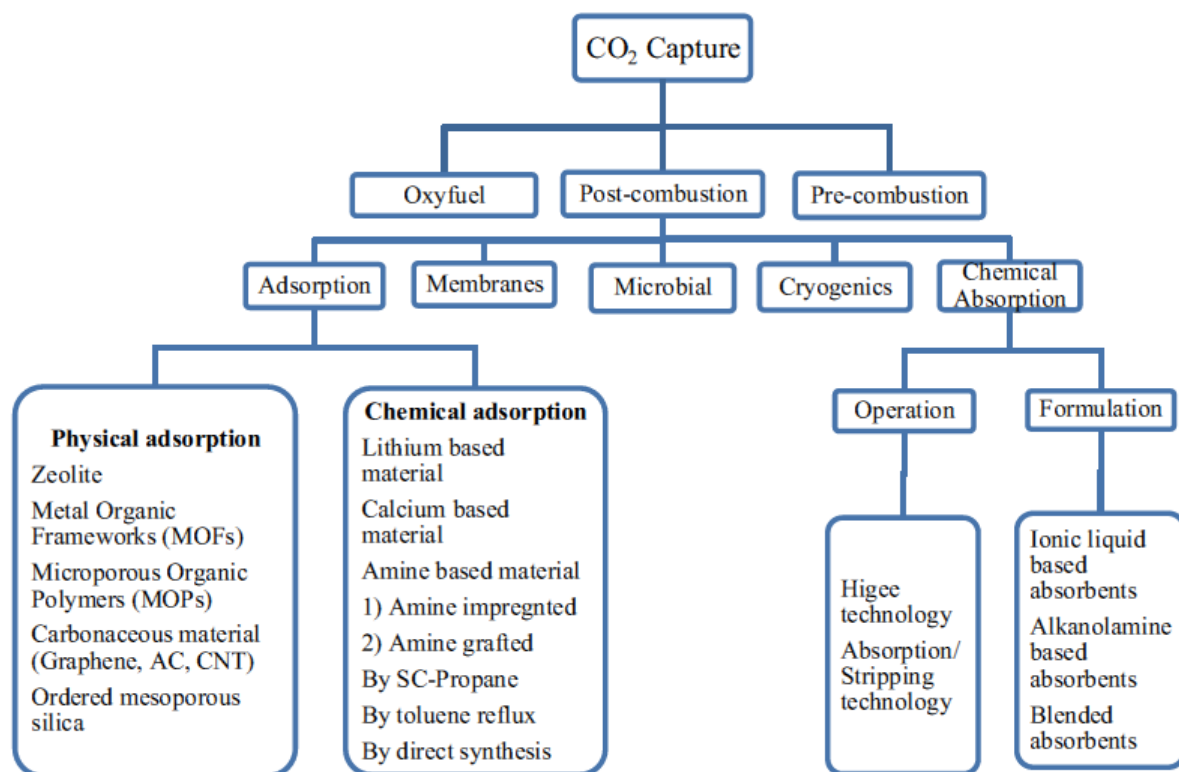 CO₂ Capture
Oxyfuel
Post-combustion
Pre-combustion
Adsorption
Membranes
Microbial
Cryogenics
Chemical
Absorption
Physical adsorption
Zeolite
Metal Organic
Frameworks (MOFs)
Microporous Organic
Polymers (MOPs)
Carbonaceous material
(Graphene, AC, CNT)
Ordered mesoporous
silica
Chemical adsorption
Lithium based
material
Calcium based
material
Amine based material
1) Amine impregnted
2) Amine grafted
By SC-Propane
By toluene reflux
By direct synthesis
Operation
Formulation
Higee
technology
Absorption/
Stripping
technology
Ionic liquid
based
absorbents
Alkanolamine
based
absorbents
Blended
absorbents